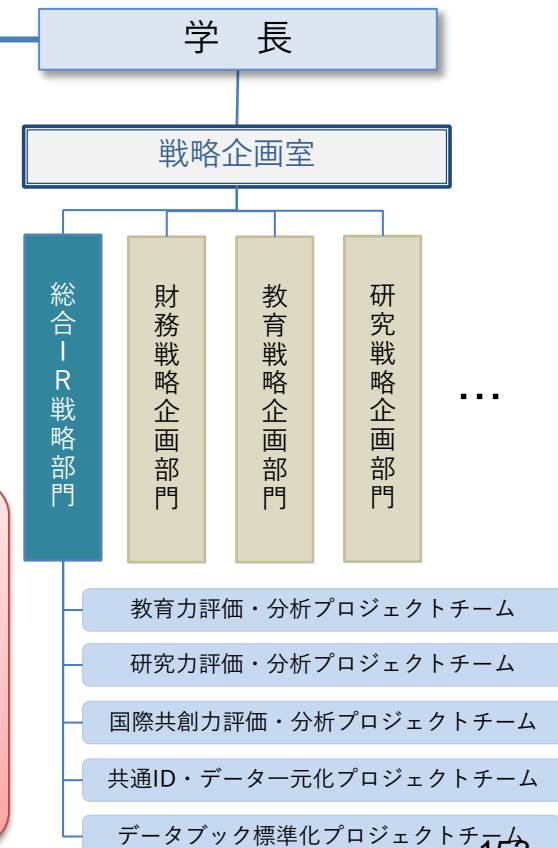 学 長
戦略企画室
総合IR戦略部門
財務戦略企画部門
教育戦略企画部門
研究戦略企画部門
…
教育力評価・分析プロジェクトチーム
研究力評価・分析プロジェクトチーム
国際共創力評価・分析プロジェクトチーム
共通ID・データ一元化プロジェクトチーム
データブック標準化プロジェクトチーム